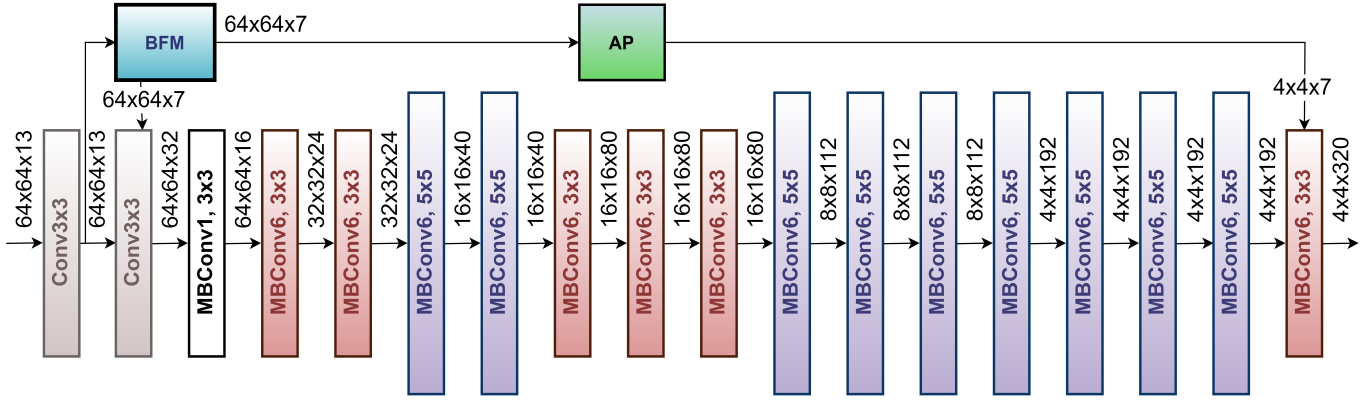 BFM
64x64x7
AP
64x64x7
4x4x7
64x64x13
Conv3x3
64x64x13
Conv3x3
64x64x32
MBConv1, 3x3
64x64x16
MBConv6, 3x3
32x32x24
MBConv6, 3x3
32x32x24
MBConv6, 5x5
16x16x40
MBConv6, 5x5
16x16x40
MBConv6, 3x3
16x16x80
MBConv6, 3x3
16x16x80
MBConv6, 3x3
16x16x80
MBConv6, 5x5
8x8x112
MBConv6, 5x5
8x8x112
MBConv6, 5x5
8x8x112
MBConv6, 5x5
4x4x192
MBConv6, 5x5
4x4x192
MBConv6, 5x5
4x4x192
MBConv6, 5x5
4x4x192
MBConv6, 3x3
4x4x320